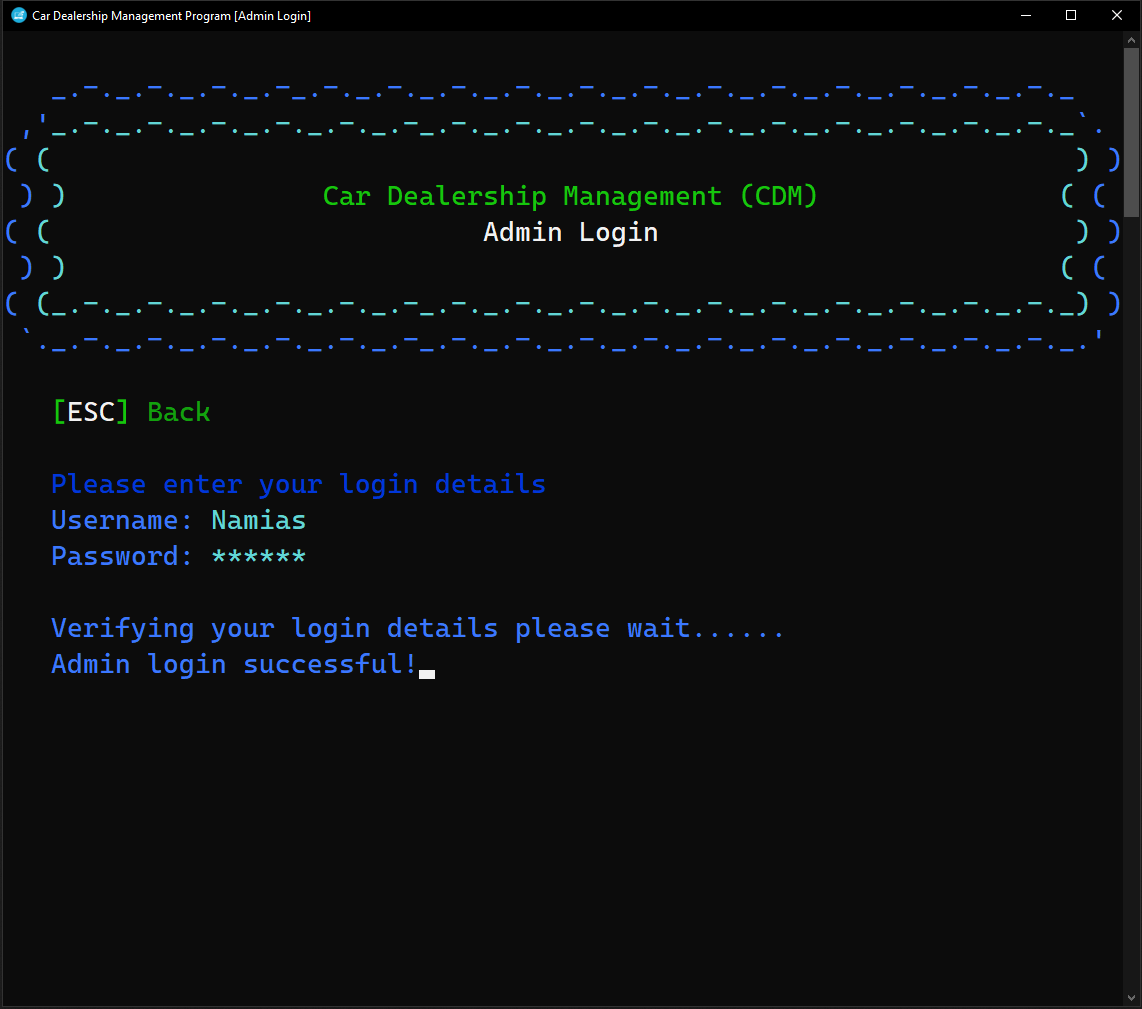 Car Dealership Management Program [Admin Login]
Car Dealership Management (CDM)
Admin Login
[ESC] Back
Please enter your login details
Username: Namias
Password: ******
Verifying your login details please wait......
Admin login successful!